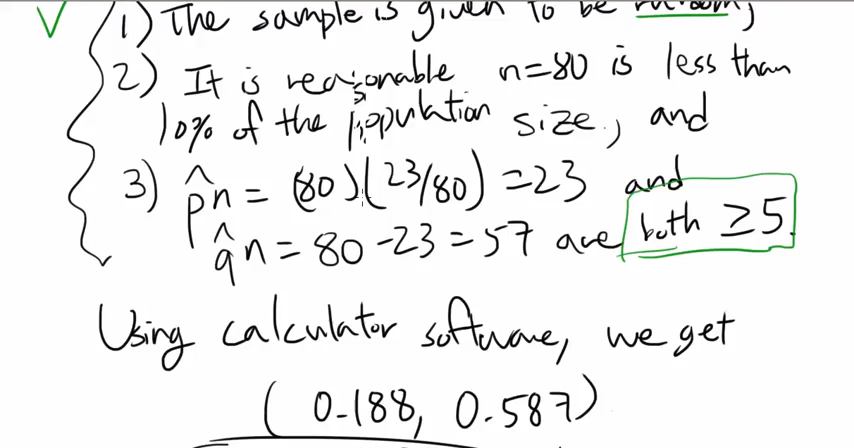 1) The sample is given to be random,
2) It is reasonable n=80 is less than
10% of the population size, and
3) p̂n = (80)(23/80) = 23 and
q̂n = 80-23 = 57 are both ≥5.
Using calculator software, we get
(0.188, 0.587)